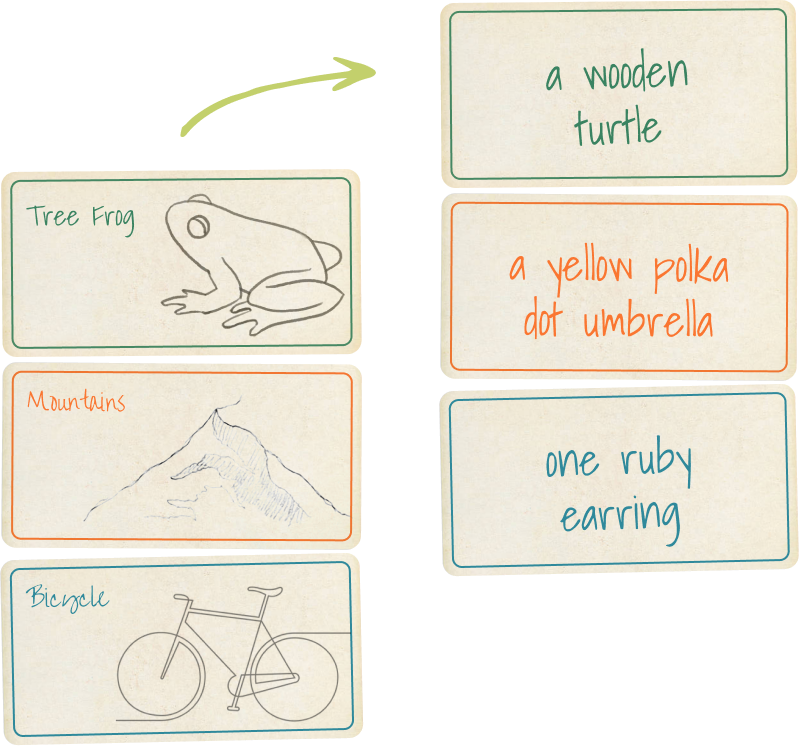 Tree Frog
Mountains
Bicycle
a wooden
turtle
a yellow polka
dot umbrella
one ruby
earring